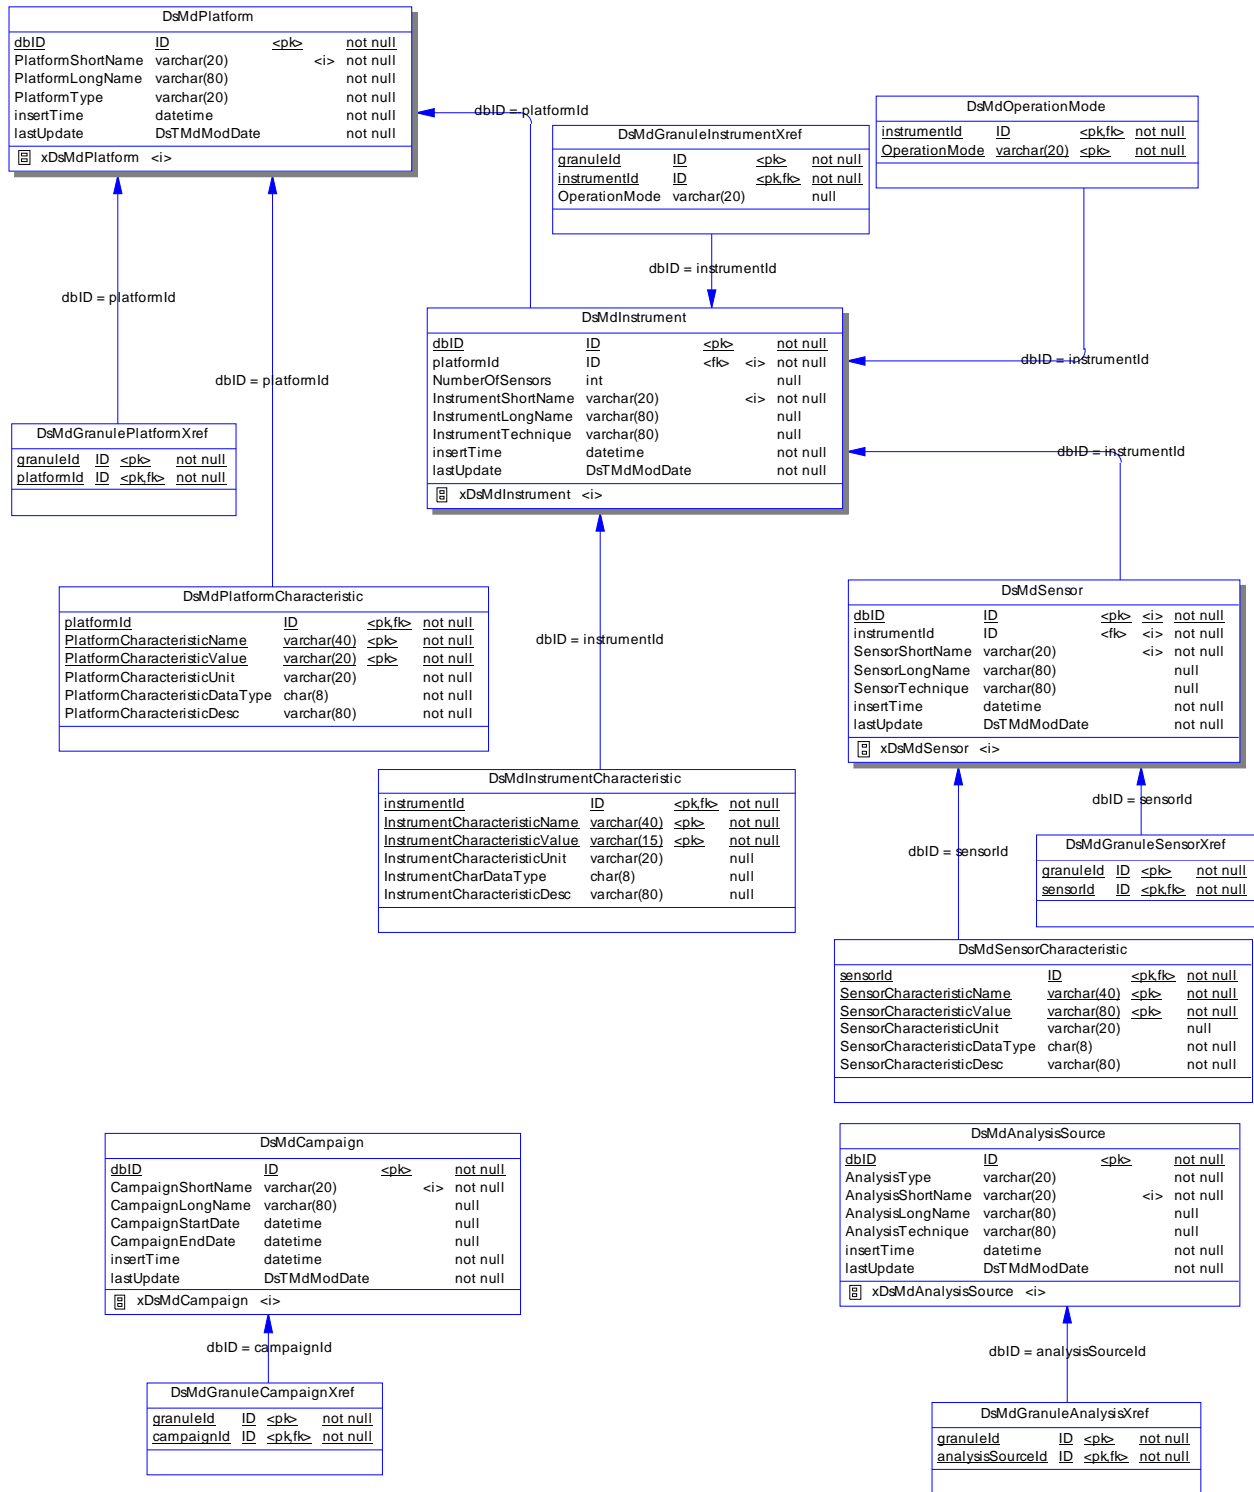 DsMdPlatform
dbID ID <pk> not null
PlatformShortName varchar(20) <i> not null
PlatformLongName varchar(80) not null
PlatformType varchar(20) not null
insertTime datetime not null
lastUpdate DsTMdModDate not null
xDsMdPlatform <i>
dbID = platformId
DsMdGranuleInstrumentXref
granuleId ID <pk> not null
instrumentId ID <pk,fk> not null
OperationMode varchar(20) null
DsMdOperationMode
instrumentId ID <pk,fk> not null
OperationMode varchar(20) <pk> not null
dbID = instrumentId
dbID = platformId
DsMdInstrument
dbID ID <pk> not null
platformId ID <fk> <i> not null
NumberOfSensors int null
InstrumentShortName varchar(20) <i> not null
InstrumentLongName varchar(80) null
InstrumentTechnique varchar(80) null
insertTime datetime not null
lastUpdate DsTMdModDate not null
xDsMdInstrument <i>
dbID = instrumentId
dbID = platformId
DsMdGranulePlatformXref
granuleId ID <pk> not null
platformId ID <pk,fk> not null
dbID = instrumentId
DsMdPlatformCharacteristic
platformId ID <pk,fk> not null
PlatformCharacteristicName varchar(40) <pk> not null
PlatformCharacteristicValue varchar(20) <pk> not null
PlatformCharacteristicUnit varchar(20) not null
PlatformCharacteristicDataType char(8) not null
PlatformCharacteristicDesc varchar(80) not null
dbID = instrumentId
DsMdSensor
dbID ID <pk> <i> not null
instrumentId ID <fk> <i> not null
SensorShortName varchar(20) <i> not null
SensorLongName varchar(80) null
SensorTechnique varchar(80) null
insertTime datetime not null
lastUpdate DsTMdModDate not null
xDsMdSensor <i>
DsMdInstrumentCharacteristic
instrumentId ID <pk,fk> not null
InstrumentCharacteristicName varchar(40) <pk> not null
InstrumentCharacteristicValue varchar(15) <pk> not null
InstrumentCharacteristicUnit varchar(20) null
InstrumentCharDataType char(8) null
InstrumentCharacteristicDesc varchar(80) null
dbID = sensorId
dbID = sensorId
DsMdGranuleSensorXref
granuleId ID <pk> not null
sensorId ID <pk,fk> not null
DsMdSensorCharacteristic
sensorId ID <pk,fk> not null
SensorCharacteristicName varchar(40) <pk> not null
SensorCharacteristicValue varchar(80) <pk> not null
SensorCharacteristicUnit varchar(20) null
SensorCharacteristicDataType char(8) not null
SensorCharacteristicDesc varchar(80) not null
DsMdCampaign
dbID ID <pk> not null
CampaignShortName varchar(20) <i> not null
CampaignLongName varchar(80) null
CampaignStartDate datetime null
CampaignEndDate datetime null
insertTime datetime not null
lastUpdate DsTMdModDate not null
xDsMdCampaign <i>
dbID = campaignId
DsMdGranuleCampaignXref
granuleId ID <pk> not null
campaignId ID <pk,fk> not null
DsMdAnalysisSource
dbID ID <pk> not null
AnalysisType varchar(20) not null
AnalysisShortName varchar(20) <i> not null
AnalysisLongName varchar(80) null
AnalysisTechnique varchar(80) null
insertTime datetime not null
lastUpdate DsTMdModDate not null
xDsMdAnalysisSource <i>
dbID = analysisSourceId
DsMdGranuleAnalysisXref
granuleId ID <pk> not null
analysisSourceId ID <pk,fk> not null